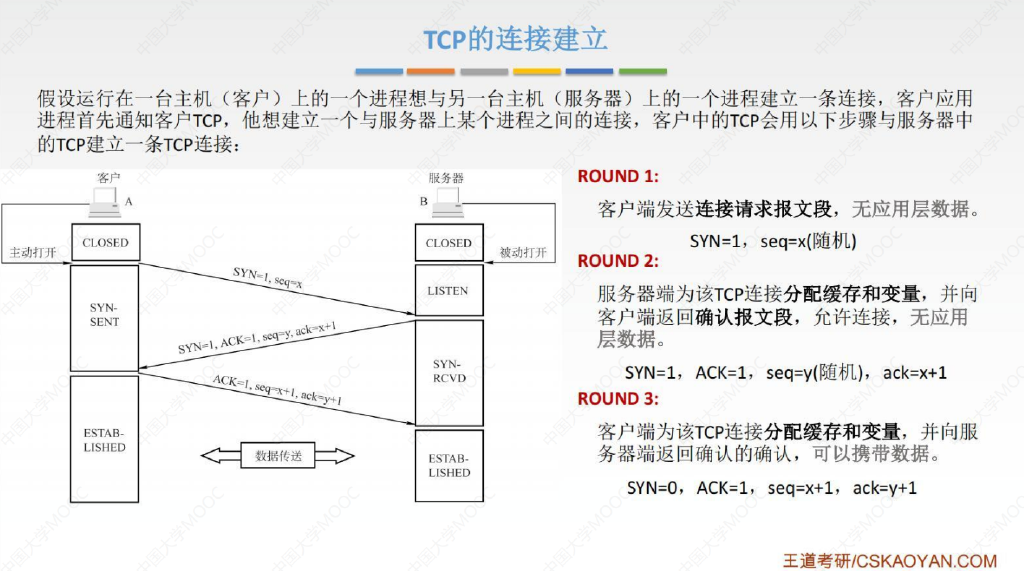 TCP的连接建立
假设运行在一台主机（客户）上的一个进程想与另一台主机（服务器）上的一个进程建立一条连接，客户应用
进程首先通知客户TCP，他想建立一个与服务器上某个进程之间的连接，客户中的TCP会用以下步骤与服务器中
的TCP建立一条TCP连接：
客户
A
主动打开
CLOSED
SYN-
SENT
ESTAB-
LISHED
SYN=1, seq=x
SYN=1, ACK=1, seq=y, ack=x+1
ACK=1, seq=x+1, ack=y+1
数据传送
服务器
B
被动打开
CLOSED
LISTEN
SYN-
RCVD
ESTAB-
LISHED
ROUND 1:
客户端发送连接请求报文段，无应用层数据。
SYN=1，seq=x(随机)
ROUND 2:
服务器端为该TCP连接分配缓存和变量，并向
客户端返回确认报文段，允许连接，无应用
层数据。
SYN=1，ACK=1，seq=y(随机)，ack=x+1
ROUND 3:
客户端为该TCP连接分配缓存和变量，并向服
务器端返回确认的确认，可以携带数据。
SYN=0，ACK=1，seq=x+1，ack=y+1
王道考研/CSKAOYAN.COM
中国大学MOOC